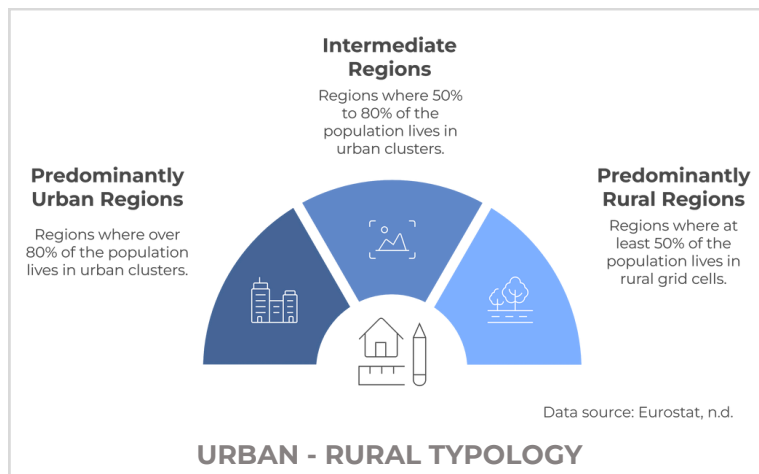 Intermediate
Regions
Regions where 50%
to 80% of the
population lives in
urban clusters.
Predominantly
Urban Regions
Regions where over
80% of the population
lives in urban clusters.
Predominantly
Rural Regions
Regions where at
least 50% of the
population lives in
rural grid cells.
Data source: Eurostat, n.d.
URBAN - RURAL TYPOLOGY